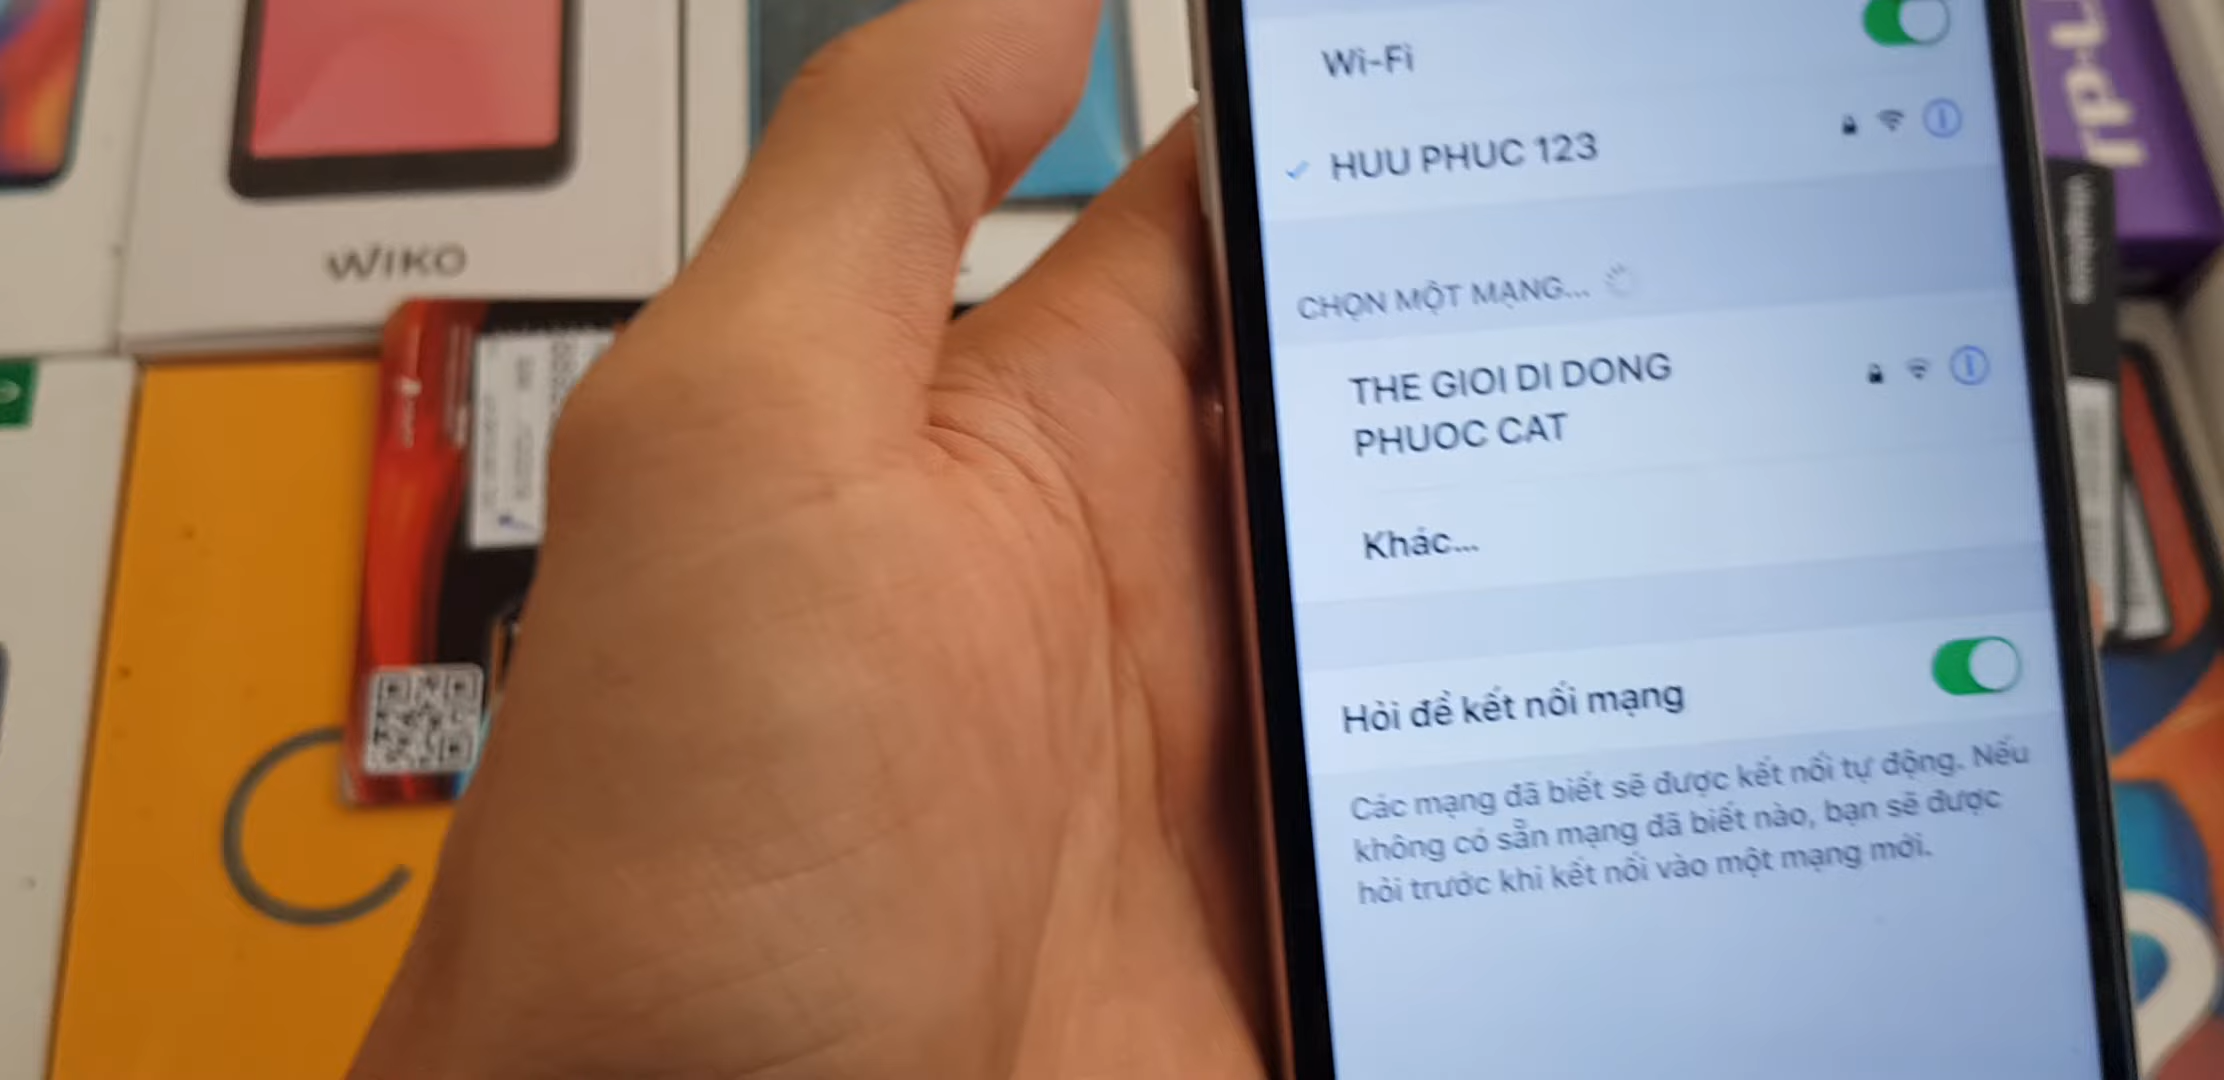 Wi-Fi
HUU PHUC 123
CHỌN MỘT MẠNG...
THE GIOI DI DONG
PHUOC CAT
Khác...
Hỏi để kết nối mạng
Các mạng đã biết sẽ được kết nối tự động. Nếu
không có sẵn mạng đã biết nào, bạn sẽ được
hỏi trước khi kết nối vào một mạng mới.
WIKO